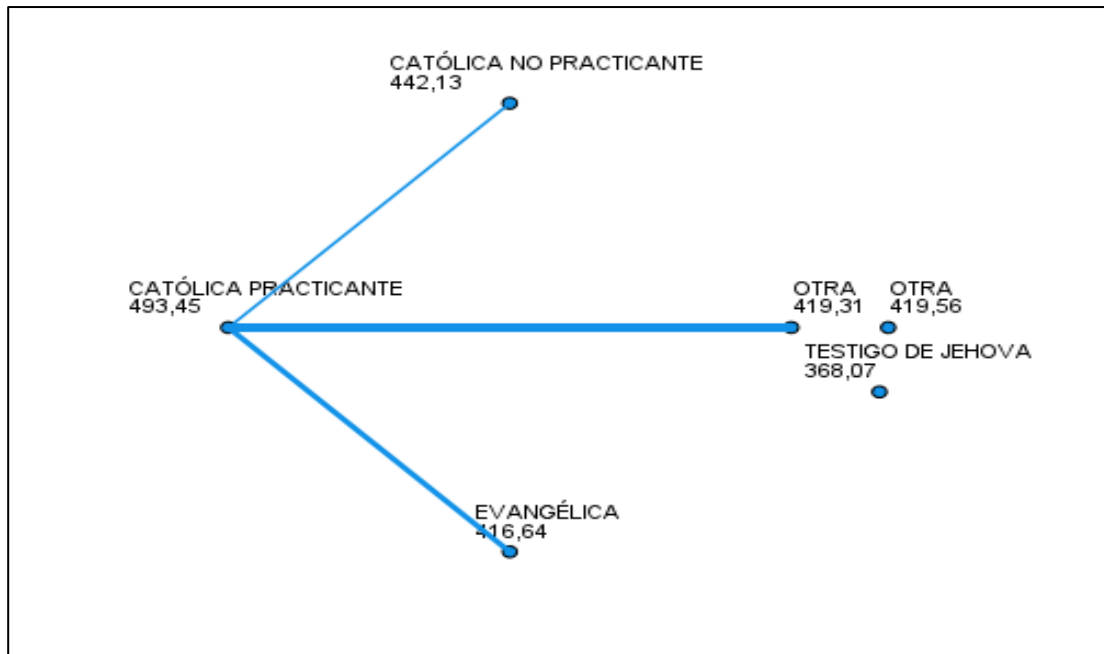 CATÓLICA NO PRACTICANTE
442,13
CATÓLICA PRACTICANTE
493,45
OTRA
419,31
OTRA
419,56
TESTIGO DE JEHOVA
368,07
EVANGÉLICA
416,64